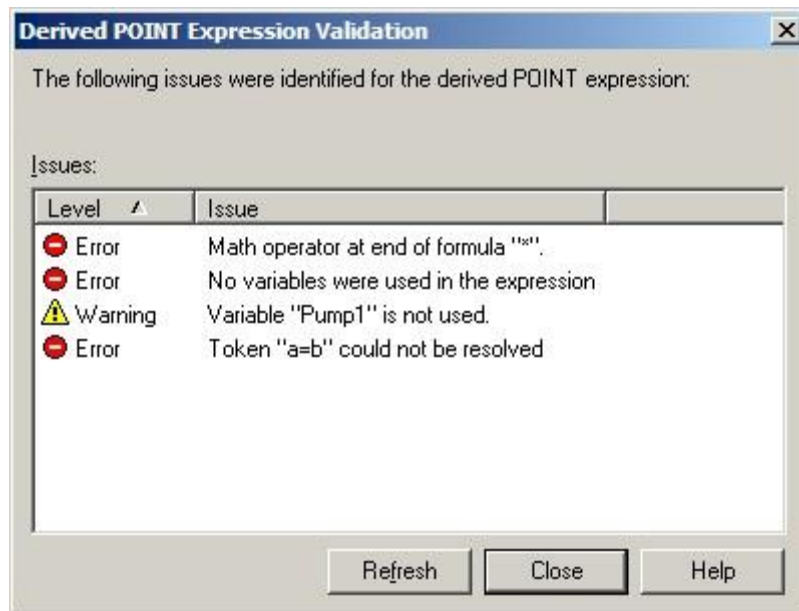 Derived POINT Expression Validation
The following issues were identified for the derived POINT expression:
Issues:
Level Issue
Error Math operator at end of formula "*".
Error No variables were used in the expression
Warning Variable "Pump1" is not used.
Error Token "a=b" could not be resolved
Refresh Close Help